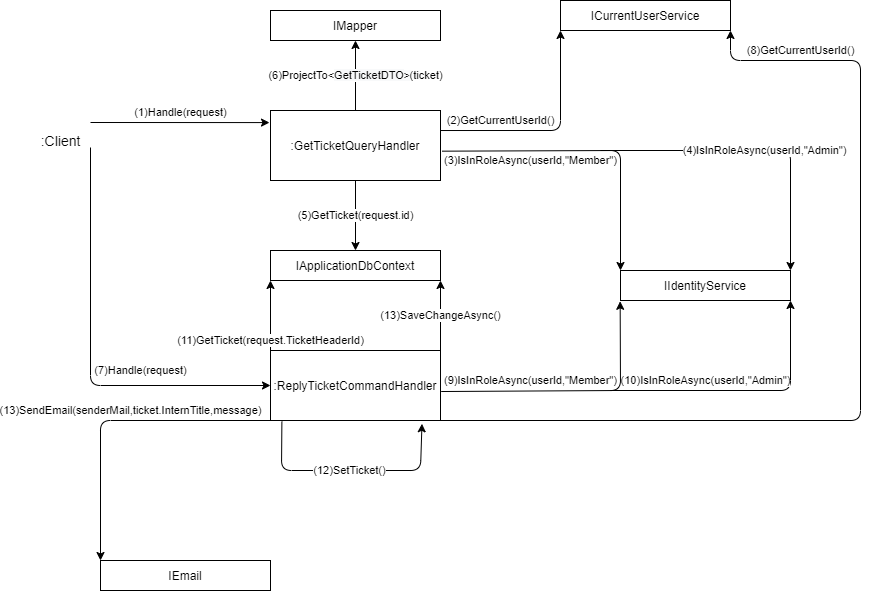 IMapper
ICurrentUserService
(8)GetCurrentUserId()
(6)ProjectTo<GetTicketDTO>(ticket)
(1)Handle(request)
(2)GetCurrentUserId()
:Client
:GetTicketQueryHandler
(4)IsInRoleAsync(userId,"Admin")
(3)IsInRoleAsync(userId,"Member")
(5)GetTicket(request.id)
IApplicationDbContext
IIdentityService
(13)SaveChangeAsync()
(11)GetTicket(request.TicketHeaderId)
(7)Handle(request)
:ReplyTicketCommandHandler
(9)IsInRoleAsync(userId,"Member")
(10)IsInRoleAsync(userId,"Admin")
(13)SendEmail(senderMail,ticket.InternTitle,message)
(12)SetTicket()
IEmail